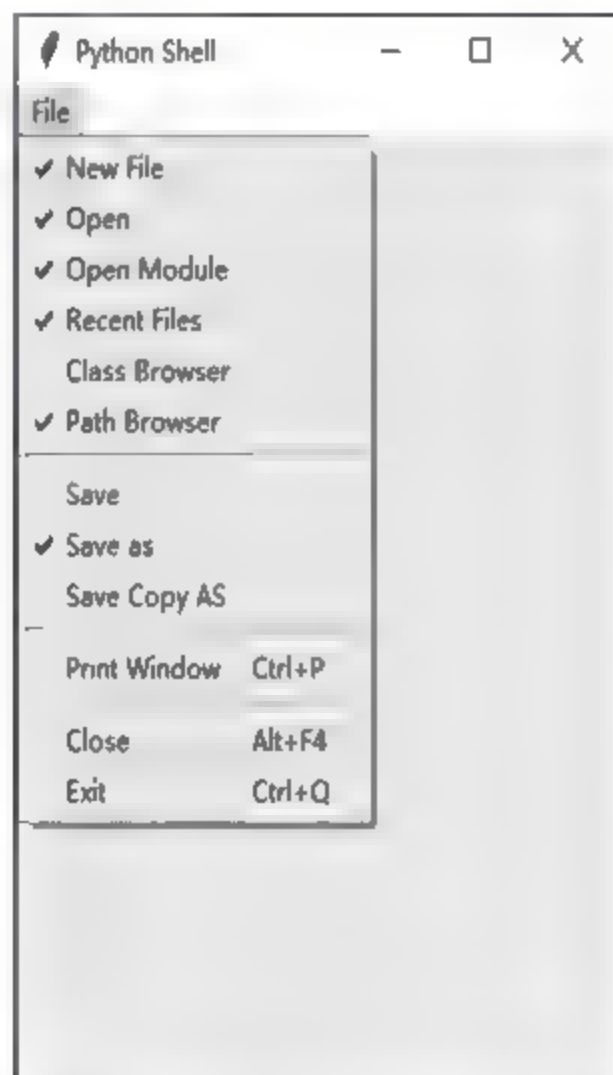 Python Shell
File
New File
Open
Open Module
Recent Files
Class Browser
Path Browser
Save
Save as
Save Copy AS
Print Window Ctrl+P
Close Alt+F4
Exit Ctrl+Q